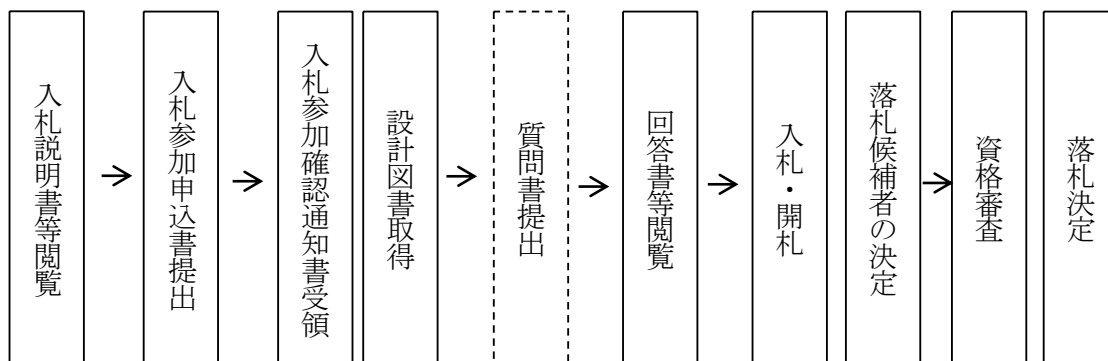 入札説明書等閲覧
入札参加申込書提出
入札参加確認通知書受領
設計図書取得
質問書提出
回答書等閲覧
入札・開札
落札候補者の決定
資格審査
落札決定